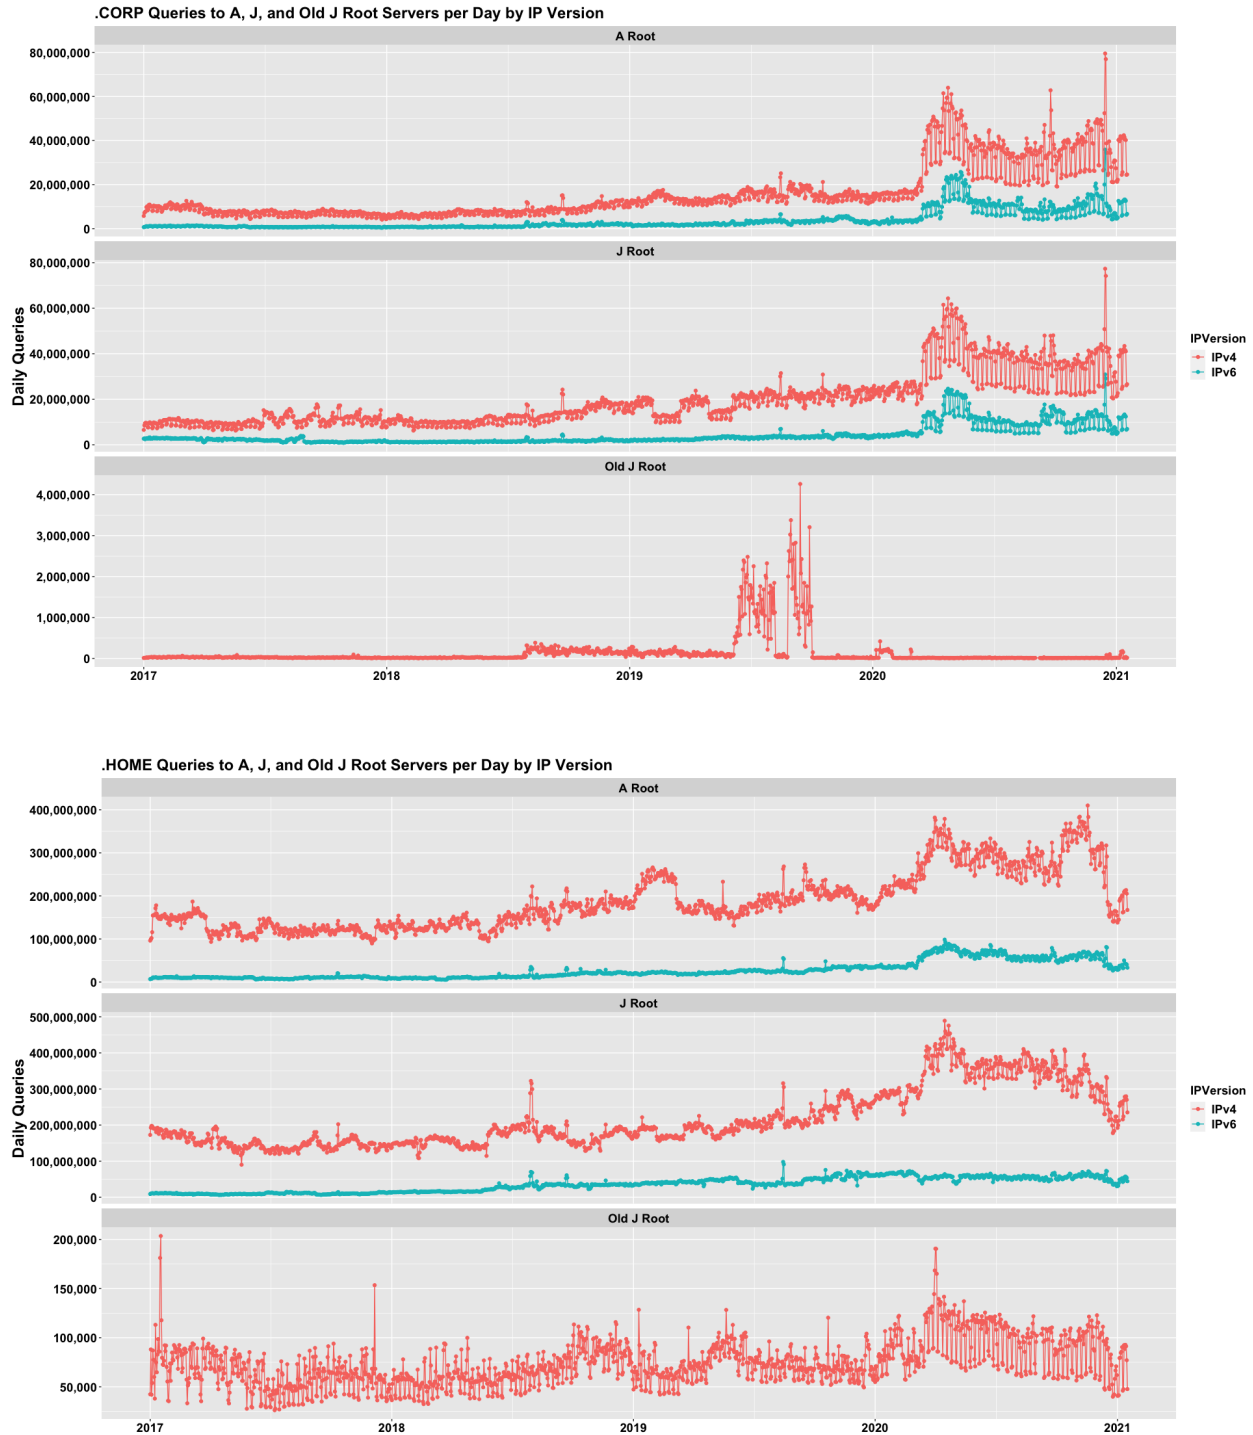 .CORP Queries to A, J, and Old J Root Servers per Day by IP Version
A Root
80,000,000
60,000,000
40,000,000
20,000,000
0
J Root
80,000,000
60,000,000
40,000,000
20,000,000
0
Daily Queries
IPVersion
IPv4
IPv6
Old J Root
4,000,000
3,000,000
2,000,000
1,000,000
0
2017 2018 2019 2020 2021
.HOME Queries to A, J, and Old J Root Servers per Day by IP Version
A Root
400,000,000
300,000,000
200,000,000
100,000,000
0
J Root
500,000,000
400,000,000
300,000,000
200,000,000
100,000,000
0
Daily Queries
IPVersion
IPv4
IPv6
Old J Root
200,000
150,000
100,000
50,000
2017 2018 2019 2020 2021